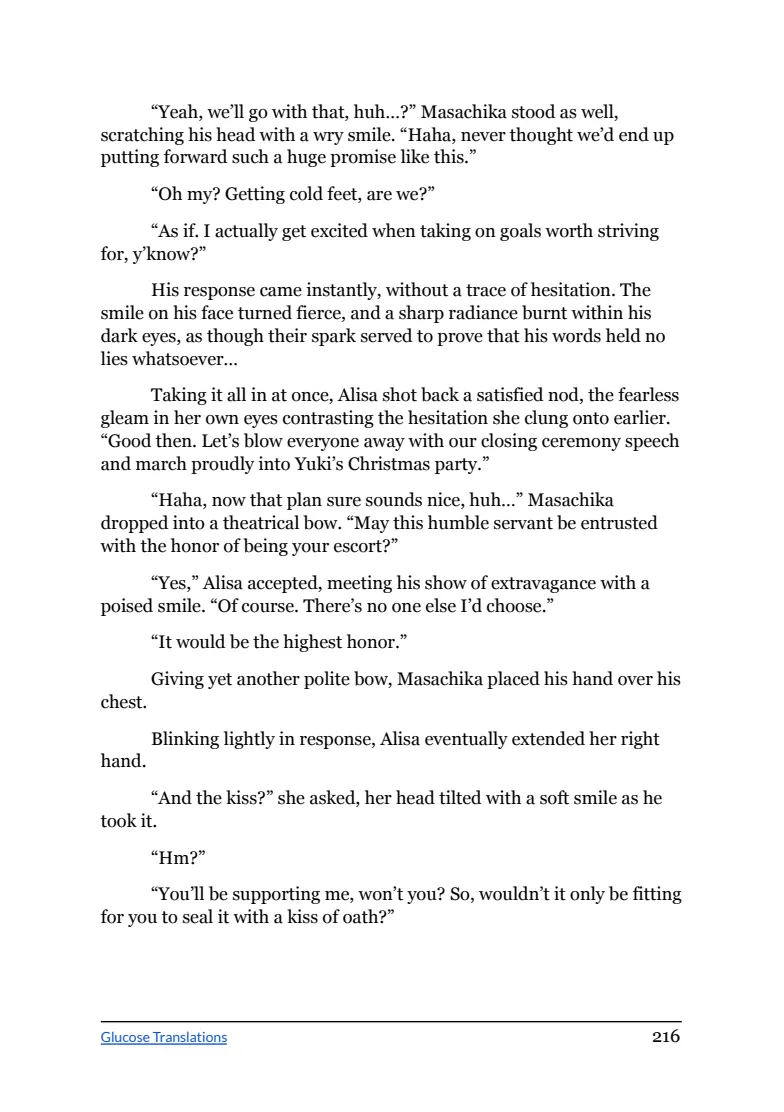 “Yeah, we’ll go with that, huh...?” Masachika stood as well,
scratching his head with a wry smile. “Haha, never thought we’d end up
putting forward such a huge promise like this.”
“Oh my? Getting cold feet, are we?”
“As if. I actually get excited when taking on goals worth striving
for, y’know?”
His response came instantly, without a trace of hesitation. The
smile on his face turned fierce, and a sharp radiance burnt within his
dark eyes, as though their spark served to prove that his words held no
lies whatsoever...
Taking it all in at once, Alisa shot back a satisfied nod, the fearless
gleam in her own eyes contrasting the hesitation she clung onto earlier.
“Good then. Let’s blow everyone away with our closing ceremony speech
and march proudly into Yuki’s Christmas party.”
“Haha, now that plan sure sounds nice, huh...” Masachika
dropped into a theatrical bow. “May this humble servant be entrusted
with the honor of being your escort?”
“Yes,” Alisa accepted, meeting his show of extravagance with a
poised smile. “Of course. There’s no one else I’d choose.”
“It would be the highest honor.”
Giving yet another polite bow, Masachika placed his hand over his
chest.
Blinking lightly in response, Alisa eventually extended her right
hand.
“And the kiss?” she asked, her head tilted with a soft smile as he
took it.
“Hm?”
“You’ll be supporting me, won’t you? So, wouldn’t it only be fitting
for you to seal it with a kiss of oath?”
Glucose Translations 216